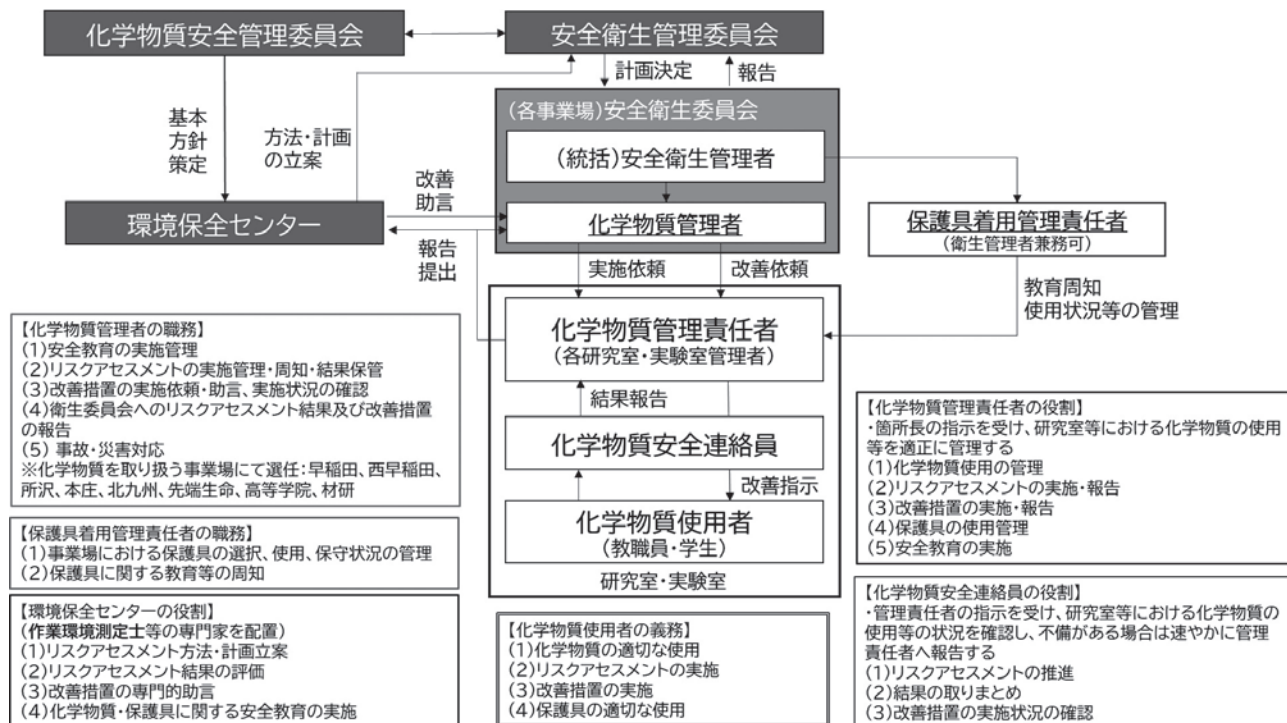 化学物質安全管理委員会
安全衛生管理委員会
計画決定
報告
基本
方針
策定
方法・計画
の立案
(各事業場)安全衛生委員会
(統括)安全衛生管理者
改善
助言
環境保全センター
化学物質管理者
保護具着用管理責任者
(衛生管理者兼務可)
報告
提出
実施依頼
改善依頼
教育周知
使用状況等の管理
化学物質管理責任者
(各研究室・実験室管理者)
結果報告
化学物質安全連絡員
改善指示
化学物質使用者
(教職員・学生)
研究室・実験室
【化学物質管理者の職務】
(1)安全教育の実施管理
(2)リスクアセスメントの実施管理・周知・結果保管
(3)改善措置の実施依頼・助言、実施状況の確認
(4)衛生委員会へのリスクアセスメント結果及び改善措置
の報告
(5) 事故・災害対応
※化学物質を取り扱う事業場にて選任:早稲田、西早稲田、
所沢、本庄、北九州、先端生命、高等学院、材研
【保護具着用管理責任者の職務】
(1)事業場における保護具の選択、使用、保守状況の管理
(2)保護具に関する教育等の周知
【環境保全センターの役割】
(作業環境測定士等の専門家を配置)
(1)リスクアセスメント方法・計画立案
(2)リスクアセスメント結果の評価
(3)改善措置の専門的助言
(4)化学物質・保護具に関する安全教育の実施
【化学物質使用者の義務】
(1)化学物質の適切な使用
(2)リスクアセスメントの実施
(3)改善措置の実施
(4)保護具の適切な使用
【化学物質管理責任者の役割】
・箇所長の指示を受け、研究室等における化学物質の使用
等を適正に管理する
(1)化学物質使用の管理
(2)リスクアセスメントの実施・報告
(3)改善措置の実施・報告
(4)保護具の使用管理
(5)安全教育の実施
【化学物質安全連絡員の役割】
・管理責任者の指示を受け、研究室等における化学物質の
使用等の状況を確認し、不備がある場合は速やかに管理
責任者へ報告する
(1)リスクアセスメントの推進
(2)結果の取りまとめ
(3)改善措置の実施状況の確認